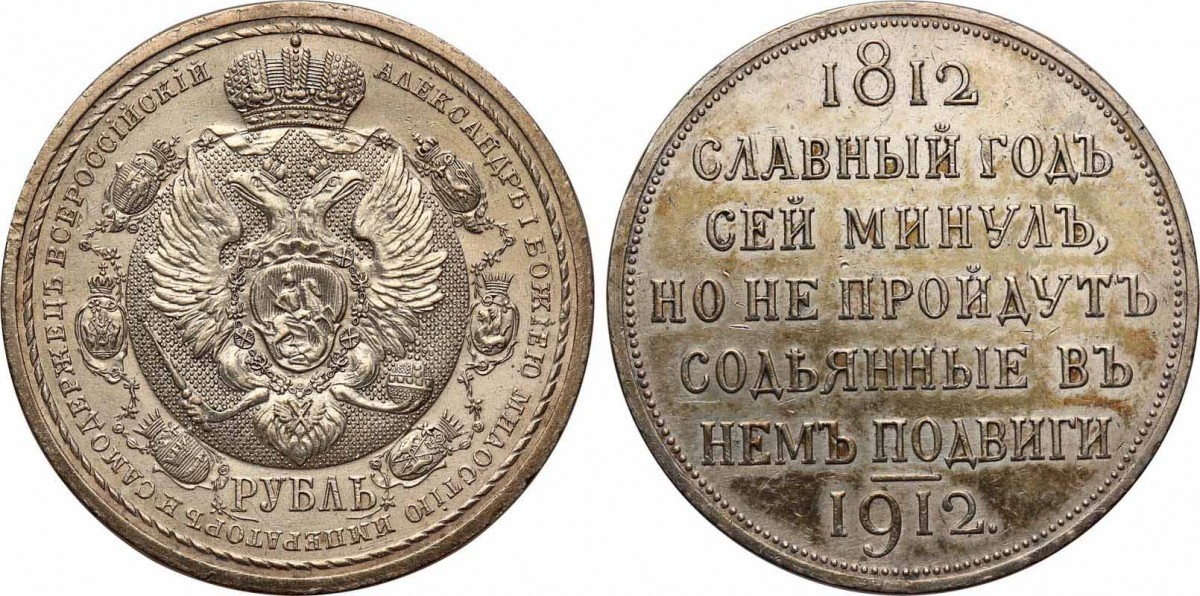 АЛЕКСАНДРЪ I БОЖІЕЮ МИЛОСТІЮ ИМПЕРАТОРЪ И САМОДЕРЖЕЦЪ ВСЕРОССІЙСКІЙ
РУБЛЬ
1812
СЛАВНЫЙ ГОДЪ
СЕЙ МИНУЛЪ,
НО НЕ ПРОЙДУТЪ
СОДѢЯННЫЕ ВЪ
НЕМЪ ПОДВИГИ
1912.